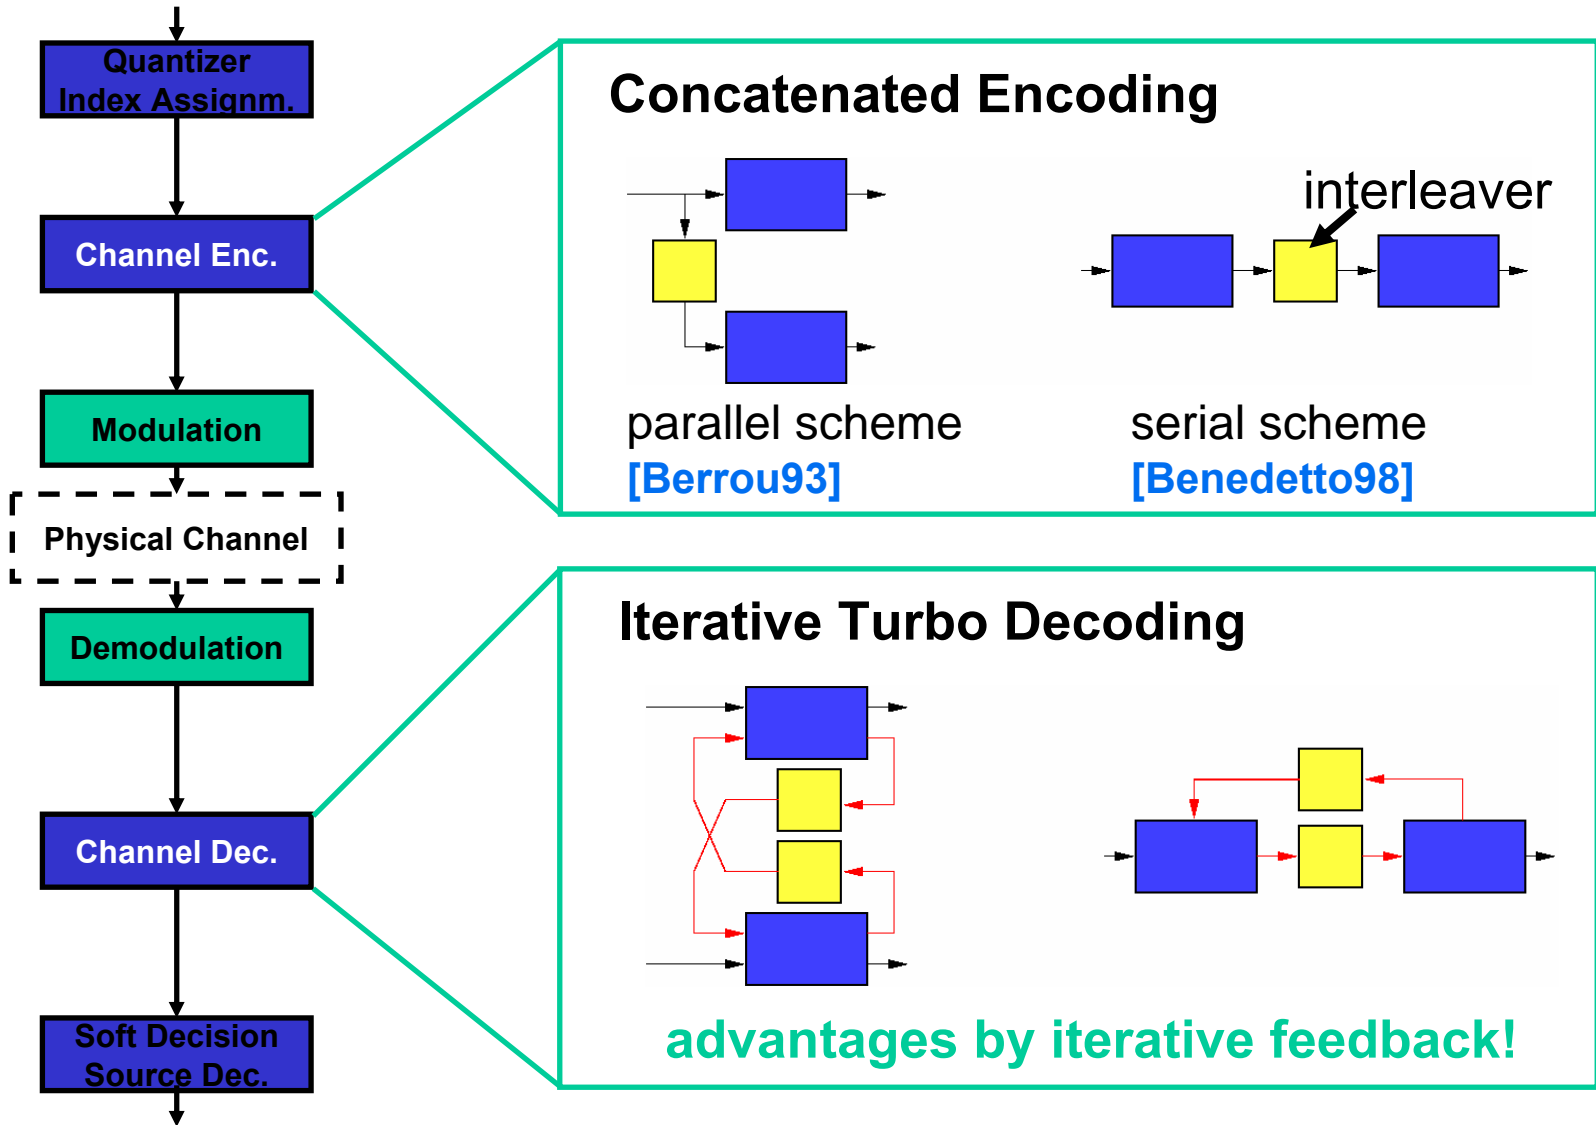 Quantizer
Index Assignm.
Channel Enc.
Modulation
Physical Channel
Demodulation
Channel Dec.
Soft Decision
Source Dec.
Concatenated Encoding
interleaver
parallel scheme
[Berrou93]
serial scheme
[Benedetto98]
Iterative Turbo Decoding
advantages by iterative feedback!